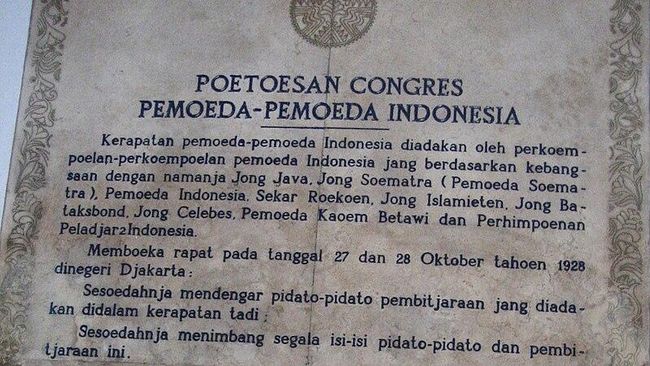 POETOESAN CONGRES
PEMOEDA-PEMOEDA INDONESIA
Kerapatan pemoeda-pemoeda Indonesia diadakan oleh perkoem-
poelan-perkoempoelan pemoeda Indonesia jang berdasarkan kebang-
saan dengan namanja Jong Java, Jong Soematra (Pemoeda Soema-
tra), Pemoeda Indonesia, Sekar Roekoen, Jong Islamieten, Jong Ba-
taksbond, Jong Celebes, Pemoeda Kaoem Betawi dan Perhimpoenan
Peladjar2Indonesia.
Memboeka rapat pada tanggal 27 dan 28 Oktober tahoen 1928
dinegeri Djakarta:
Sesoedahnja mendengar pidato-pidato pembitjaraan jang diada-
kan didalam kerapatan tadi:
Sesoedahnja menimbang segala isi-isi pidato-pidato dan pembi-
tjaraan ini.